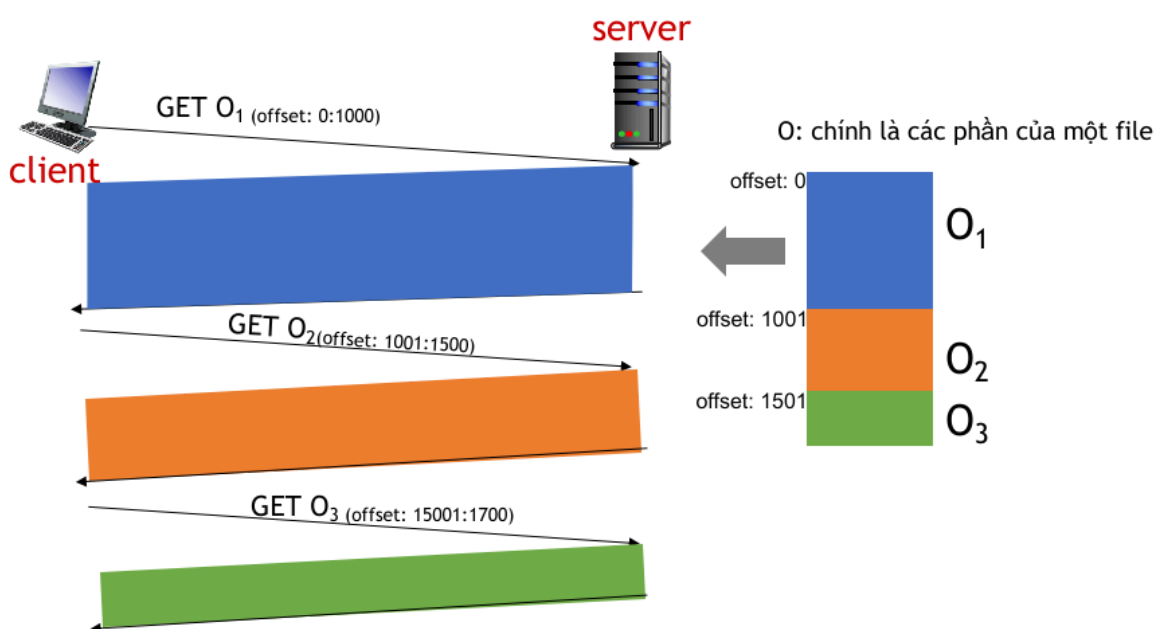 server
GET O₁ (offset: 0:1000)
client
O: chính là các phần của một file
offset: 0
O₁
GET O₂(offset: 1001:1500)
offset: 1001
O₂
offset: 1501
O₃
GET O₃ (offset: 15001:1700)